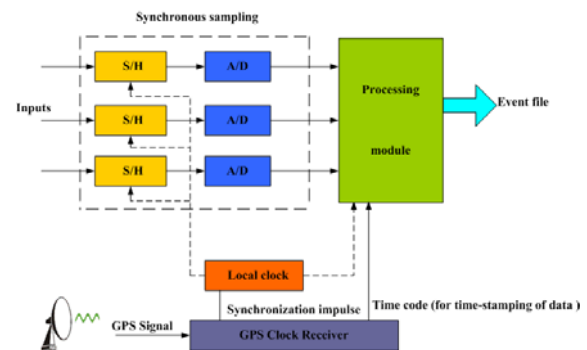 Synchronous sampling
S/H
A/D
Inputs
S/H
A/D
S/H
A/D
Processing
module
Event file
Local clock
Synchronization impulse
Time code (for time-stamping of data )
GPS Signal
GPS Clock Receiver